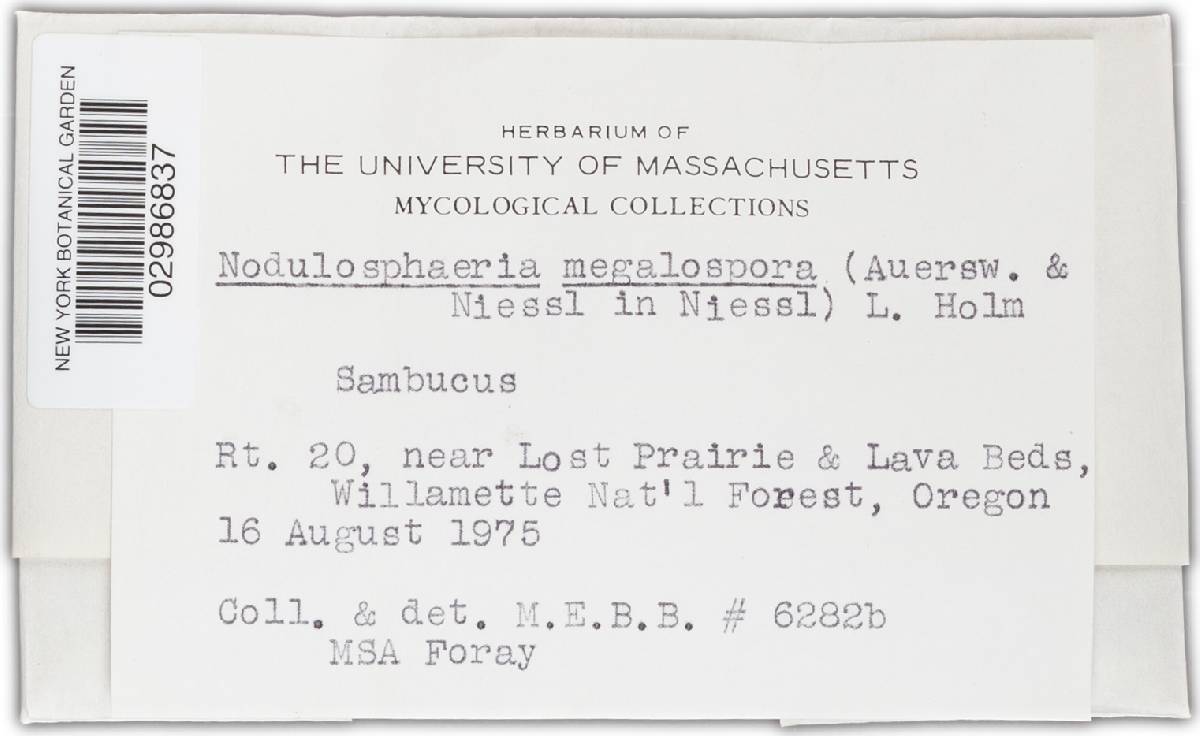 NEW YORK BOTANICAL GARDEN
02986837
HERBARIUM OF
THE UNIVERSITY OF MASSACHUSETTS
MYCOLOGICAL COLLECTIONS
Nodulosphaeria megalospora (Auersw. &
Niessl in Niessl) L. Holm
Sambucus
Rt. 20, near Lost Prairie & Lava Beds,
Willamette Nat'l Forest, Oregon
16 August 1975
Coll. & det. M.E.B.B. # 6282b
MSA Foray